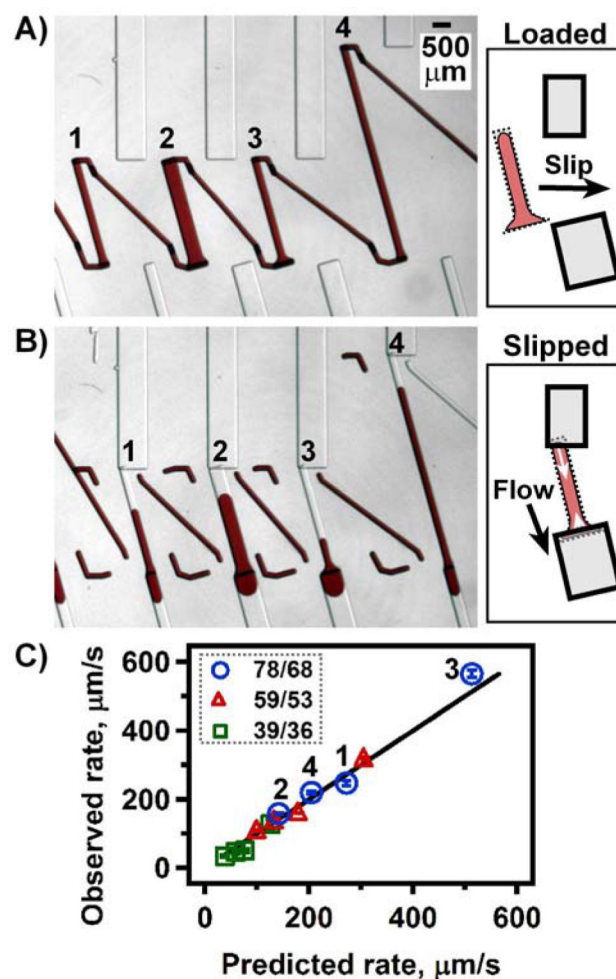 A)
1
2
3
4
500
μm
Loaded
Slip
B)
1
2
3
4
Slipped
Flow
C)
Observed rate, μm/s
600
400
200
0
78/68
59/53
39/36
2
4
1
3
0
200
400
600
Predicted rate, μm/s